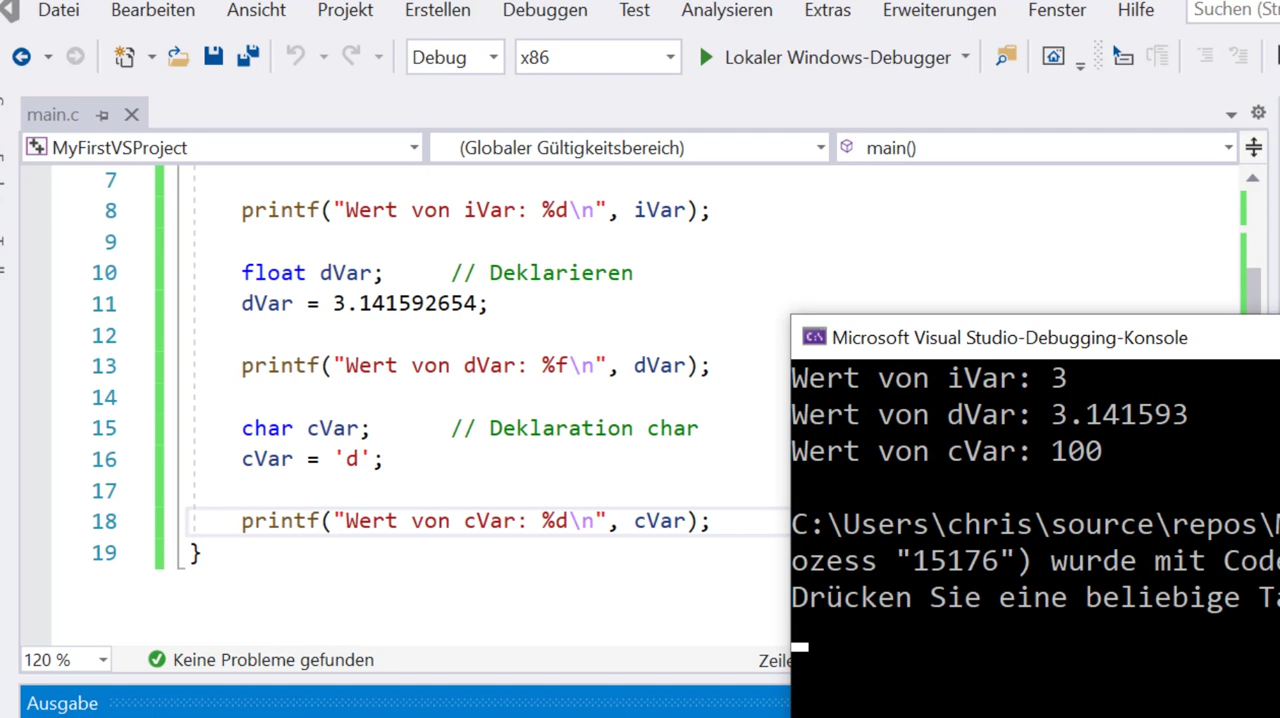 Datei Bearbeiten Ansicht Projekt Erstellen Debuggen Test Analysieren Extras Erweiterungen Fenster Hilfe Suchen
Debug x86 Lokaler Windows-Debugger
main.c
MyFirstVSProject (Globaler Gültigkeitsbereich) main()
7
8 printf("Wert von iVar: %d\n", iVar);
9
10 float dVar; // Deklarieren
11 dVar = 3.141592654;
12
13 printf("Wert von dVar: %f\n", dVar);
14
15 char cVar; // Deklaration char
16 cVar = 'd';
17
18 printf("Wert von cVar: %d\n", cVar);
19 }
120 % Keine Probleme gefunden
Ausgabe
Microsoft Visual Studio-Debugging-Konsole
Wert von iVar: 3
Wert von dVar: 3.141593
Wert von cVar: 100
C:\Users\chris\source\repos\
ozess "15176") wurde mit
Drücken Sie eine beliebige